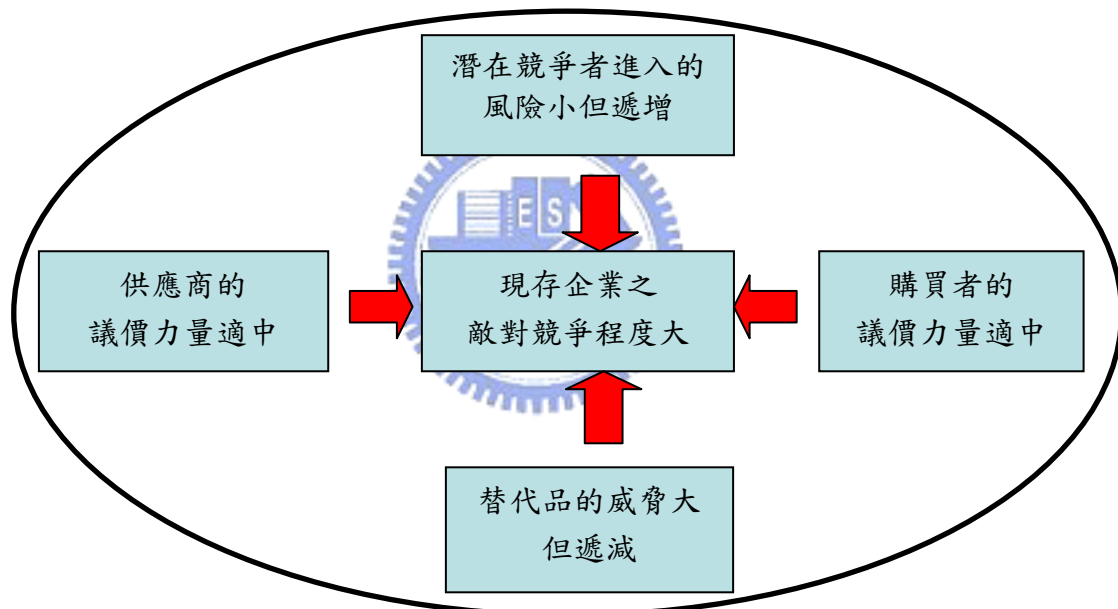 潛在競爭者進入的
風險小但遞增
ES
供應商的
議價力量適中
現存企業之
敵對競爭程度大
購買者的
議價力量適中
替代品的威脅大
但遞減